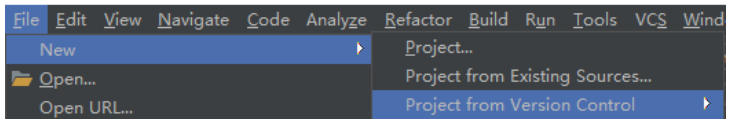 File Edit View Navigate Code Analyze Refactor Build Run Tools VCS Wind
New
Project...
Open...
Project from Existing Sources...
Open URL...
Project from Version Control